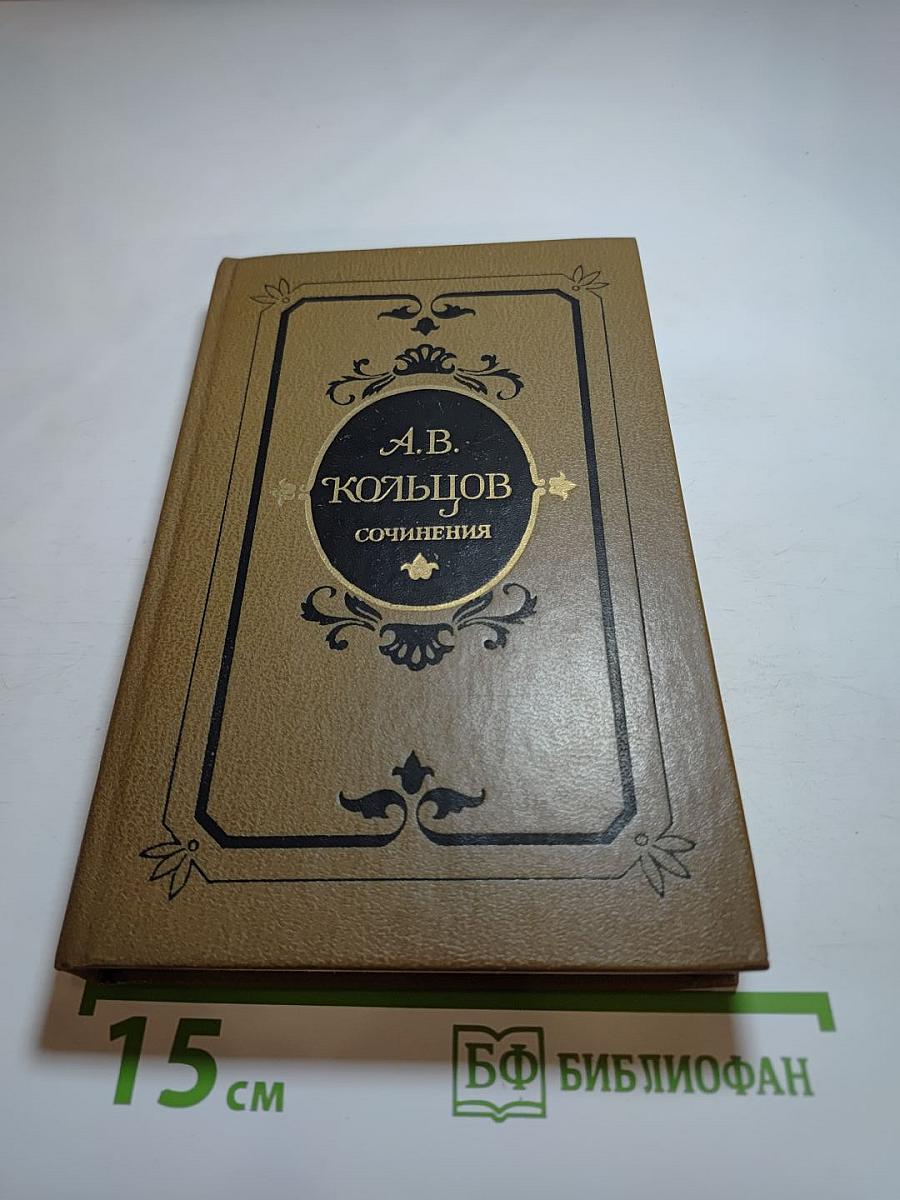 А.В.
КОЛЬЦОВ
СОЧИНЕНИЯ
15 см
БФ БИБЛИОФАН